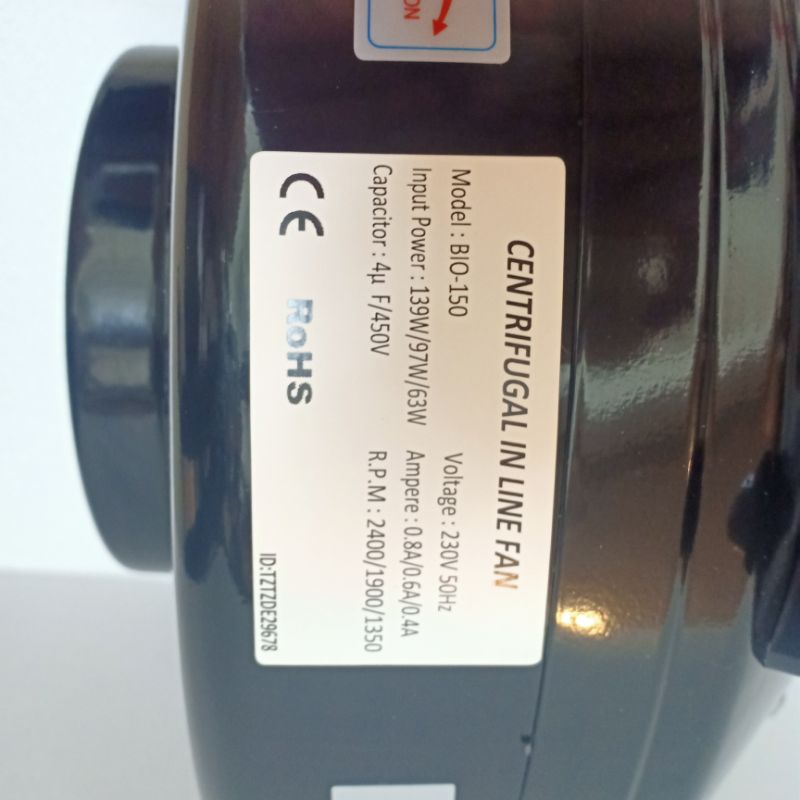 ON
CENTRIFUGAL IN LINE FAN
Model : BIO-150 Voltage : 230V 50Hz
Input Power : 139W/97W/63W Ampere : 0.8A/0.6A/0.4A
Capacitor : 4µ F/450V R.P.M : 2400/1900/1350
CE RoHS
ID:TZTZDE29678